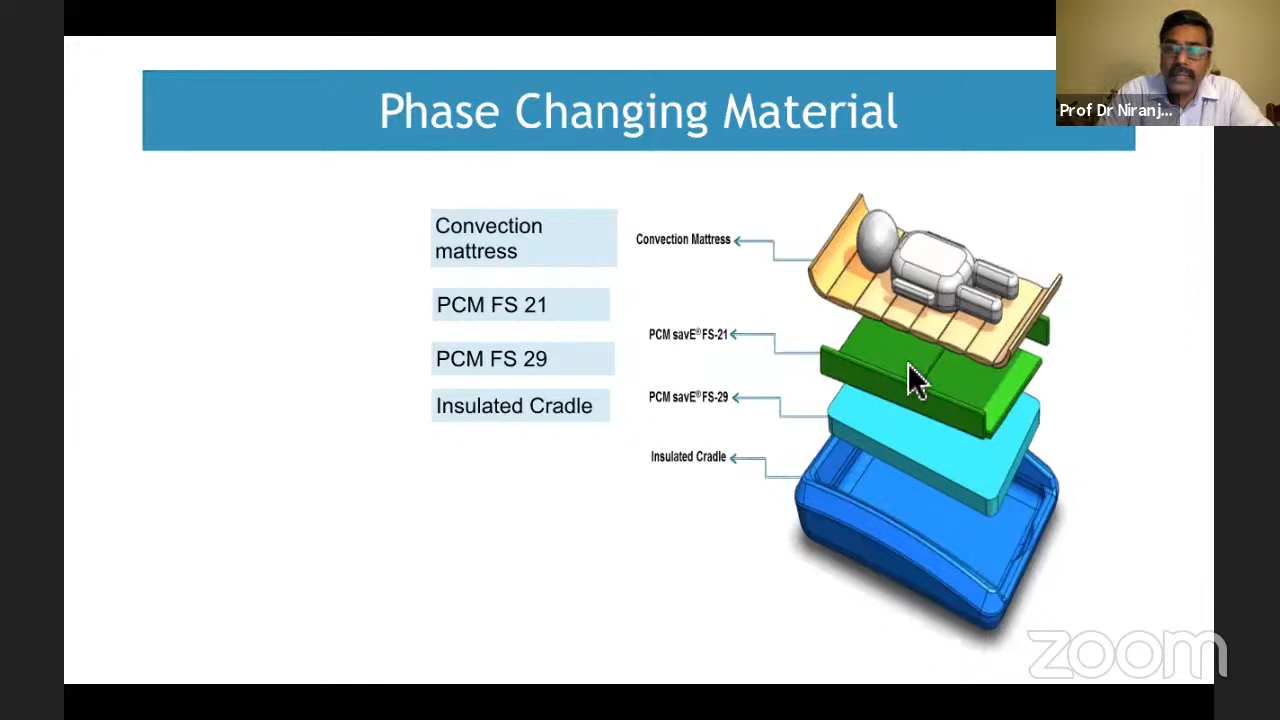 Phase Changing Material
Prof Dr Niranj...
Convection
mattress
PCM FS 21
PCM FS 29
Insulated Cradle
Convection Mattress
PCM savE® FS-21
PCM savE® FS-29
Insulated Cradle
zoom